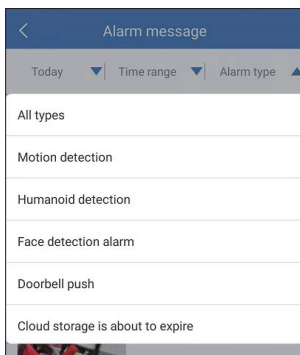 Alarm message
Today Time range Alarm type
All types
Motion detection
Humanoid detection
Face detection alarm
Doorbell push
Cloud storage is about to expire